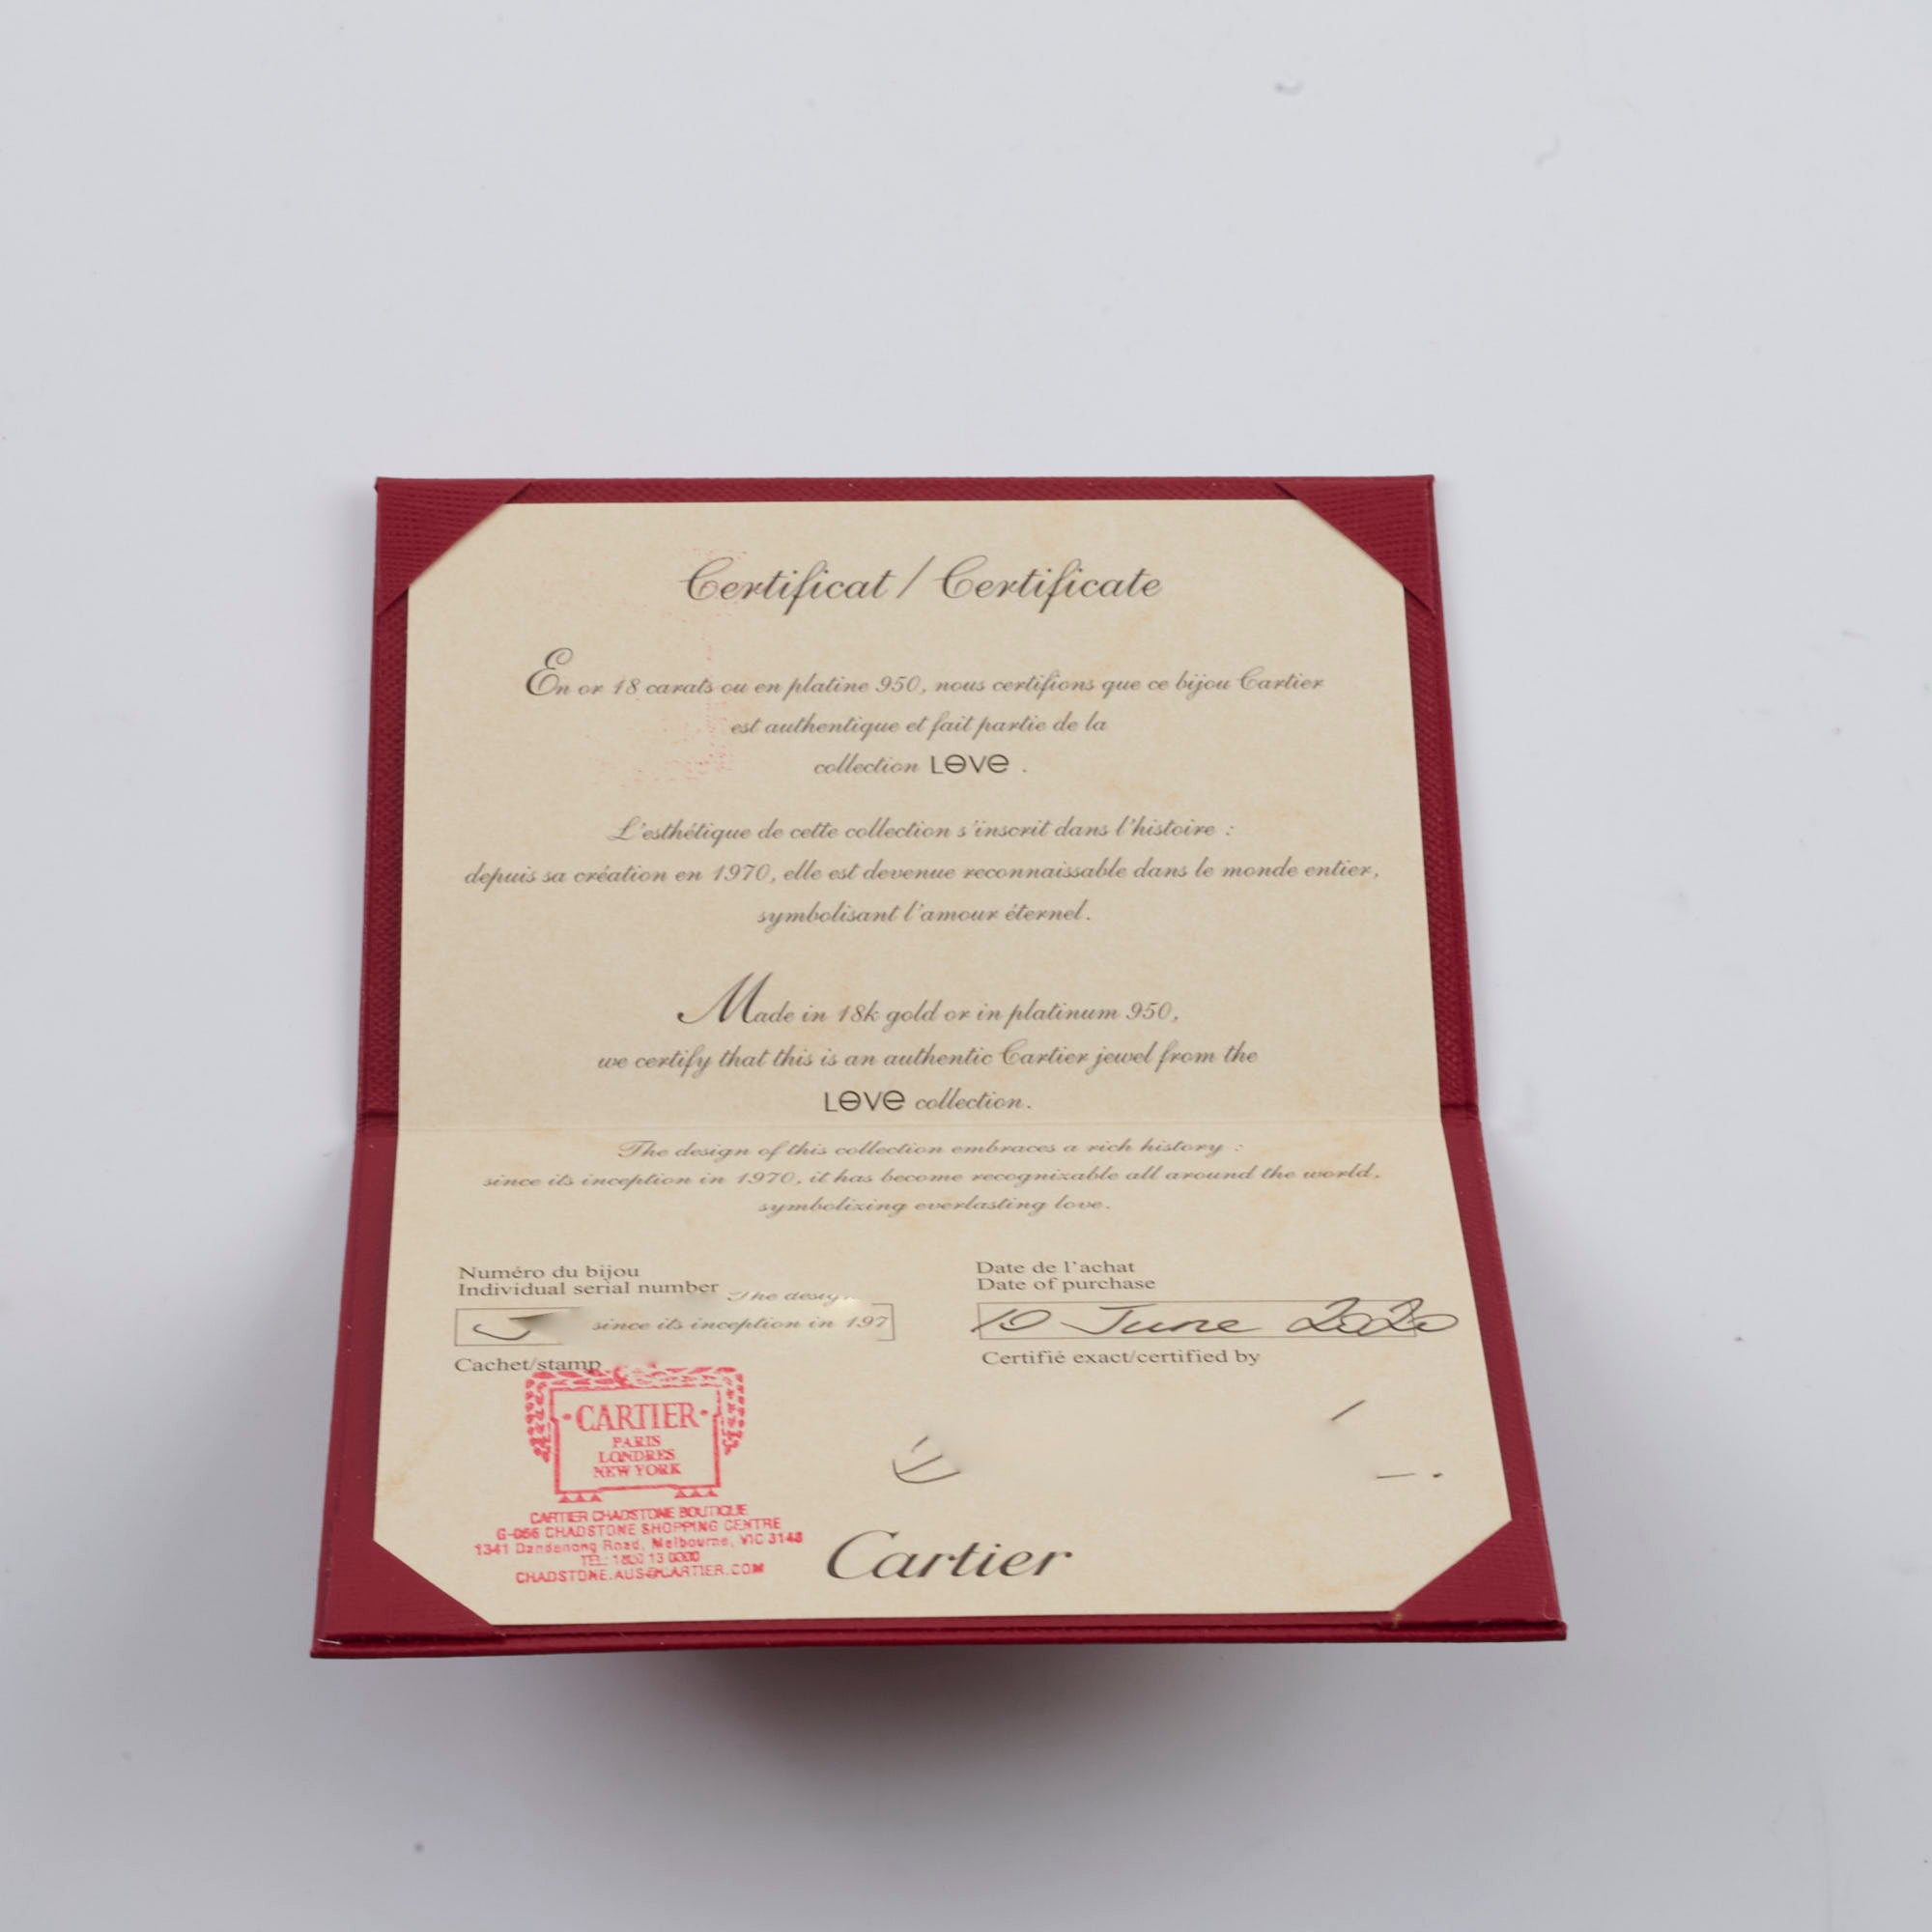 Certificat / Certificate
En or 18 carats ou en platine 950, nous certifions que ce bijou Cartier
est authentique et fait partie de la
collection LOVE .
L'esthétique de cette collection s'inscrit dans l'histoire :
depuis sa création en 1970, elle est devenue reconnaissable dans le monde entier,
symbolisant l'amour éternel.
Made in 18k gold or in platinum 950,
we certify that this is an authentic Cartier jewel from the
LOVE collection.
The design of this collection embraces a rich history :
since its inception in 1970, it has become recognizable all around the world,
symbolizing everlasting love.
Numéro du bijou
Individual serial number
The design
since its inception in 197
Date de l'achat
Date of purchase
10 June 2020
Cachet/stamp
Certifié exact/certified by
CARTIER
PARIS
LONDRES
NEW YORK
CARTIER CHADSTONE BOUTIQUE
G-066 CHADSTONE SHOPPING CENTRE
1341 Dandenong Road, Melbourne, VIC 3148
TEL: 1800 13 0000
CHADSTONE.AUS@CARTIER.COM
Cartier